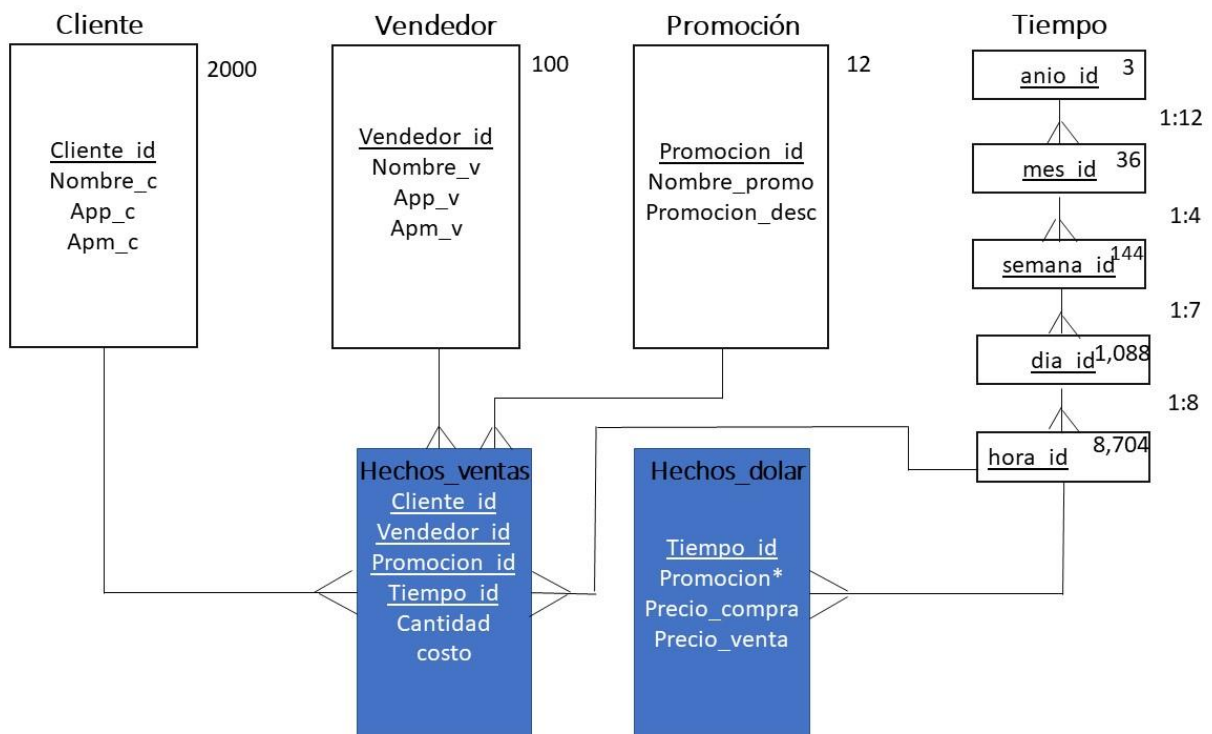 Cliente
2000
Cliente_id
Nombre_c
App_c
Apm_c
Vendedor
100
Vendedor_id
Nombre_v
App_v
Apm_v
Promoción
12
Promocion_id
Nombre_promo
Promocion_desc
Tiempo
anio_id 3
1:12
mes_id 36
1:4
semana_id 144
1:7
dia_id 1,088
1:8
hora_id 8,704
Hechos_ventas
Cliente_id
Vendedor_id
Promocion_id
Tiempo_id
Cantidad
costo
Hechos_dolar
Tiempo_id
Promocion*
Precio_compra
Precio_venta